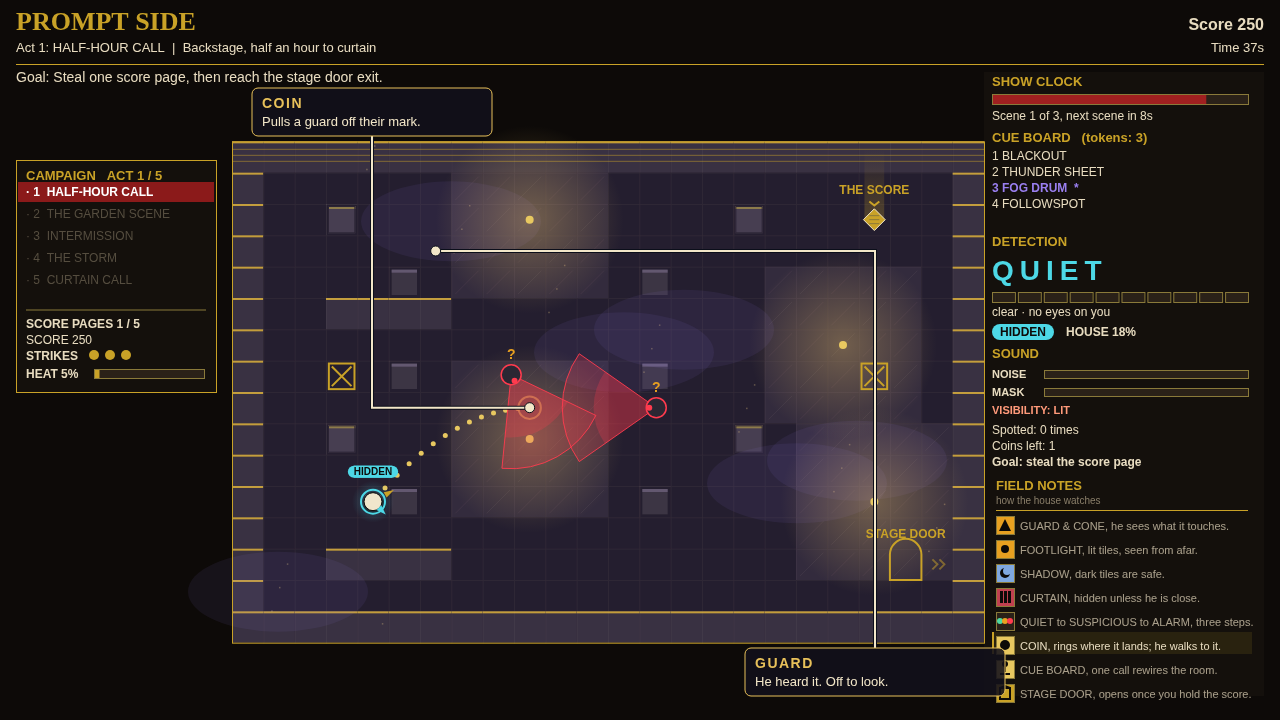 PROMPT SIDE
Score 250
Act 1: HALF-HOUR CALL | Backstage, half an hour to curtain
Time 37s
Goal: Steal one score page, then reach the stage door exit.
COIN
Pulls a guard off their mark.
CAMPAIGN ACT 1 / 5
· 1 HALF-HOUR CALL
· 2 THE GARDEN SCENE
· 3 INTERMISSION
· 4 THE STORM
· 5 CURTAIN CALL
SCORE PAGES 1 / 5
SCORE 250
STRIKES
HEAT 5%
THE SCORE
?
?
HIDDEN
STAGE DOOR
GUARD
He heard it. Off to look.
SHOW CLOCK
Scene 1 of 3, next scene in 8s
CUE BOARD (tokens: 3)
1 BLACKOUT
2 THUNDER SHEET
3 FOG DRUM *
4 FOLLOWSPOT
DETECTION
QUIET
clear · no eyes on you
HIDDEN HOUSE 18%
SOUND
NOISE
MASK
VISIBILITY: LIT
Spotted: 0 times
Coins left: 1
Goal: steal the score page
FIELD NOTES
how the house watches
GUARD & CONE, he sees what it touches.
FOOTLIGHT, lit tiles, seen from afar.
SHADOW, dark tiles are safe.
CURTAIN, hidden unless he is close.
QUIET to SUSPICIOUS to ALARM, three steps.
COIN, rings where it lands; he walks to it.
CUE BOARD, one call rewires the room.
STAGE DOOR, opens once you hold the score.